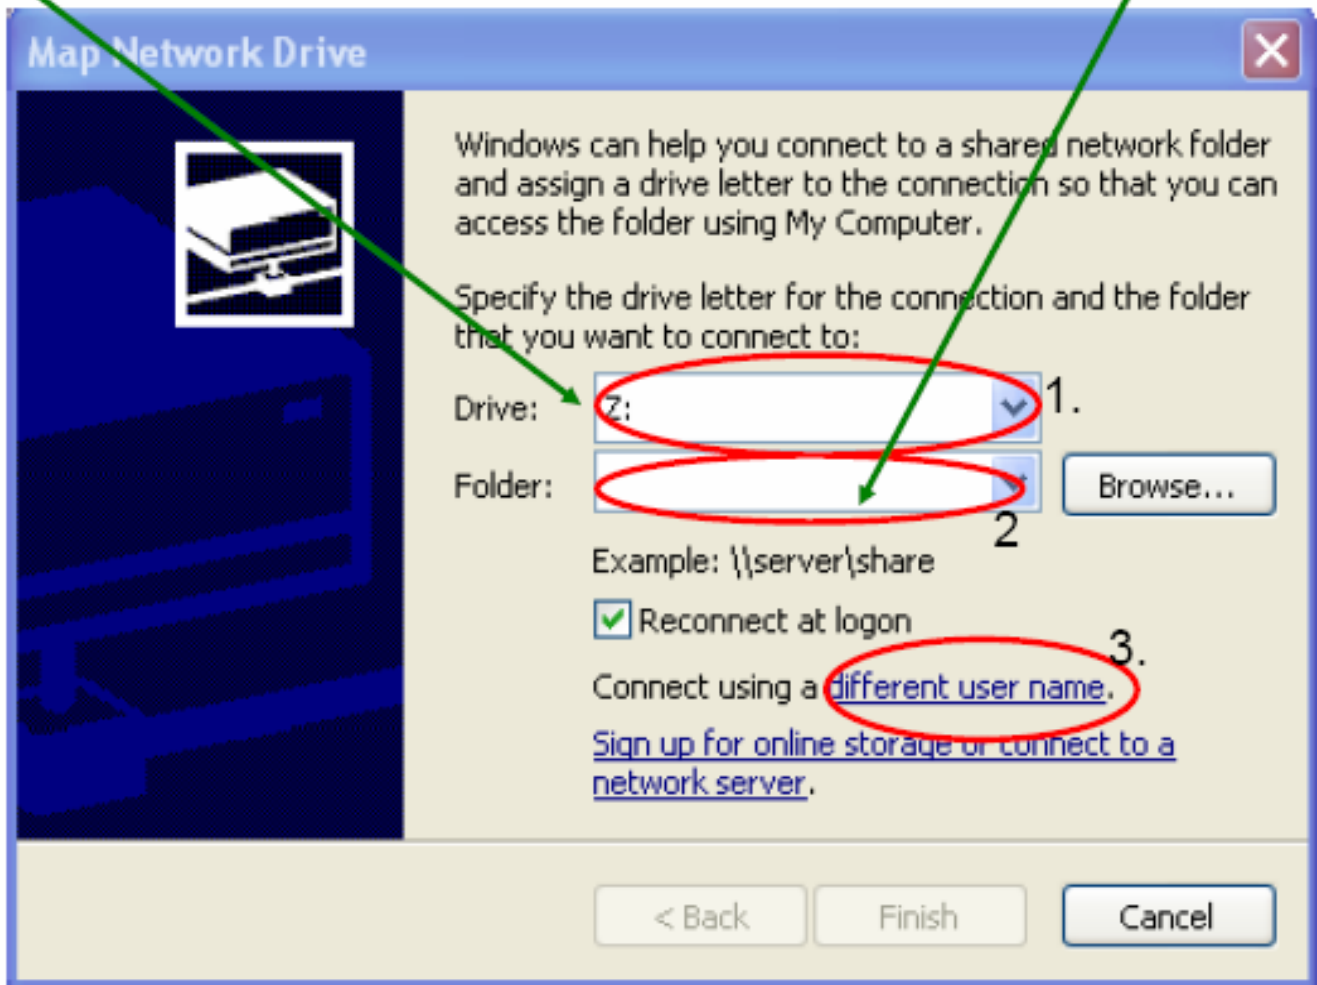 Map Network Drive
Windows can help you connect to a shared network folder
and assign a drive letter to the connection so that you can
access the folder using My Computer.
Specify the drive letter for the connection and the folder
that you want to connect to:
Drive: Z: 1.
Folder: Browse...
2
Example: \\server\share
Reconnect at logon
3.
Connect using a different user name.
Sign up for online storage or connect to a
network server.
< Back Finish Cancel